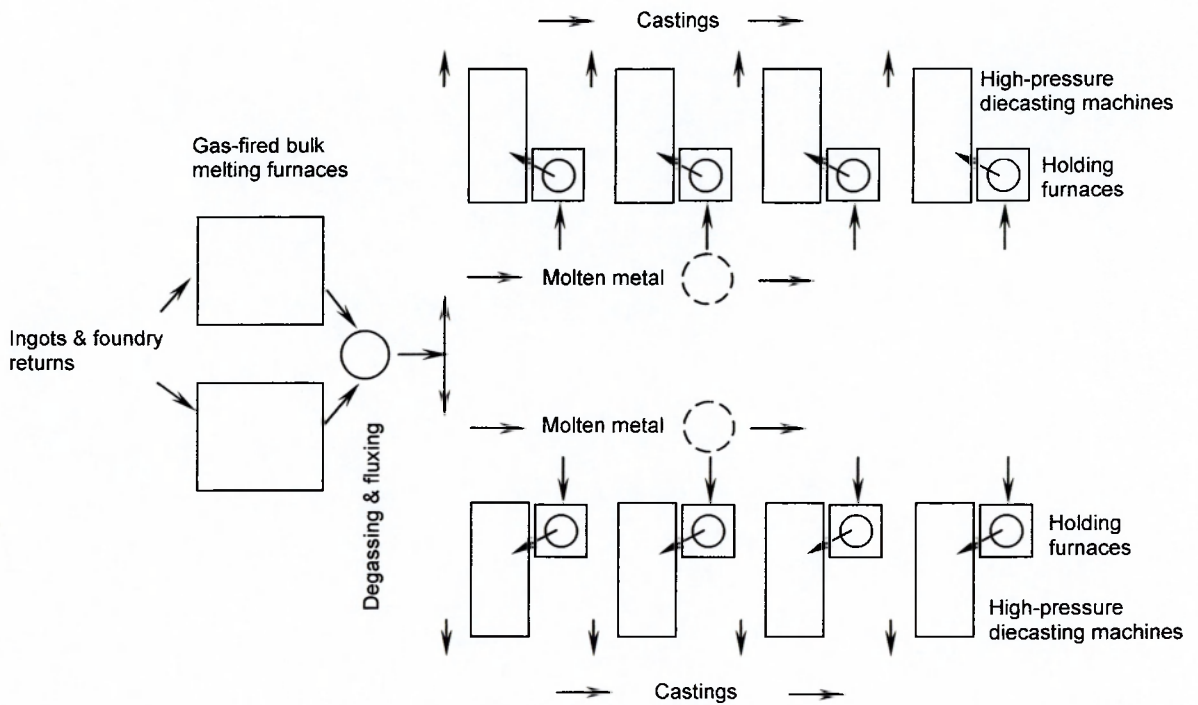 Castings
High-pressure
diecasting machines
Gas-fired bulk
melting furnaces
Holding
furnaces
Molten metal
Ingots & foundry
returns
Degassing & fluxing
Molten metal
Holding
furnaces
High-pressure
diecasting machines
Castings